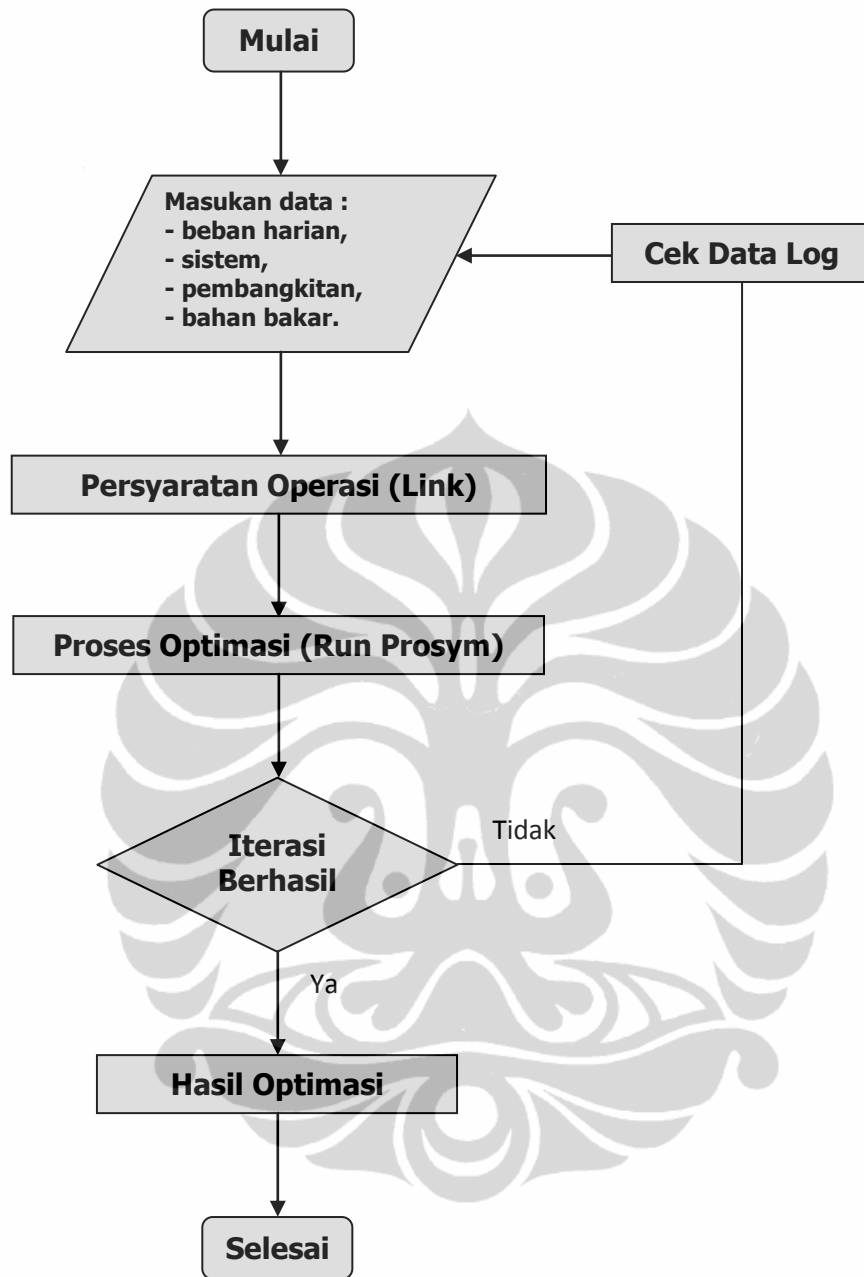 Mulai
Masukan data :
- beban harian,
- sistem,
- pembangkitan,
- bahan bakar.
Cek Data Log
Persyaratan Operasi (Link)
Proses Optimasi (Run Prosym)
Iterasi
Berhasil
Tidak
Ya
Hasil Optimasi
Selesai